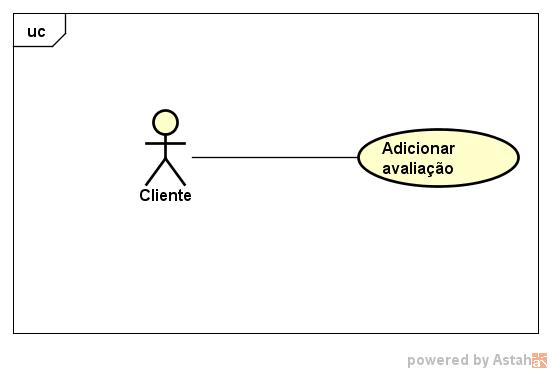 uc
Adicionar
avaliação
Cliente
powered by Astah